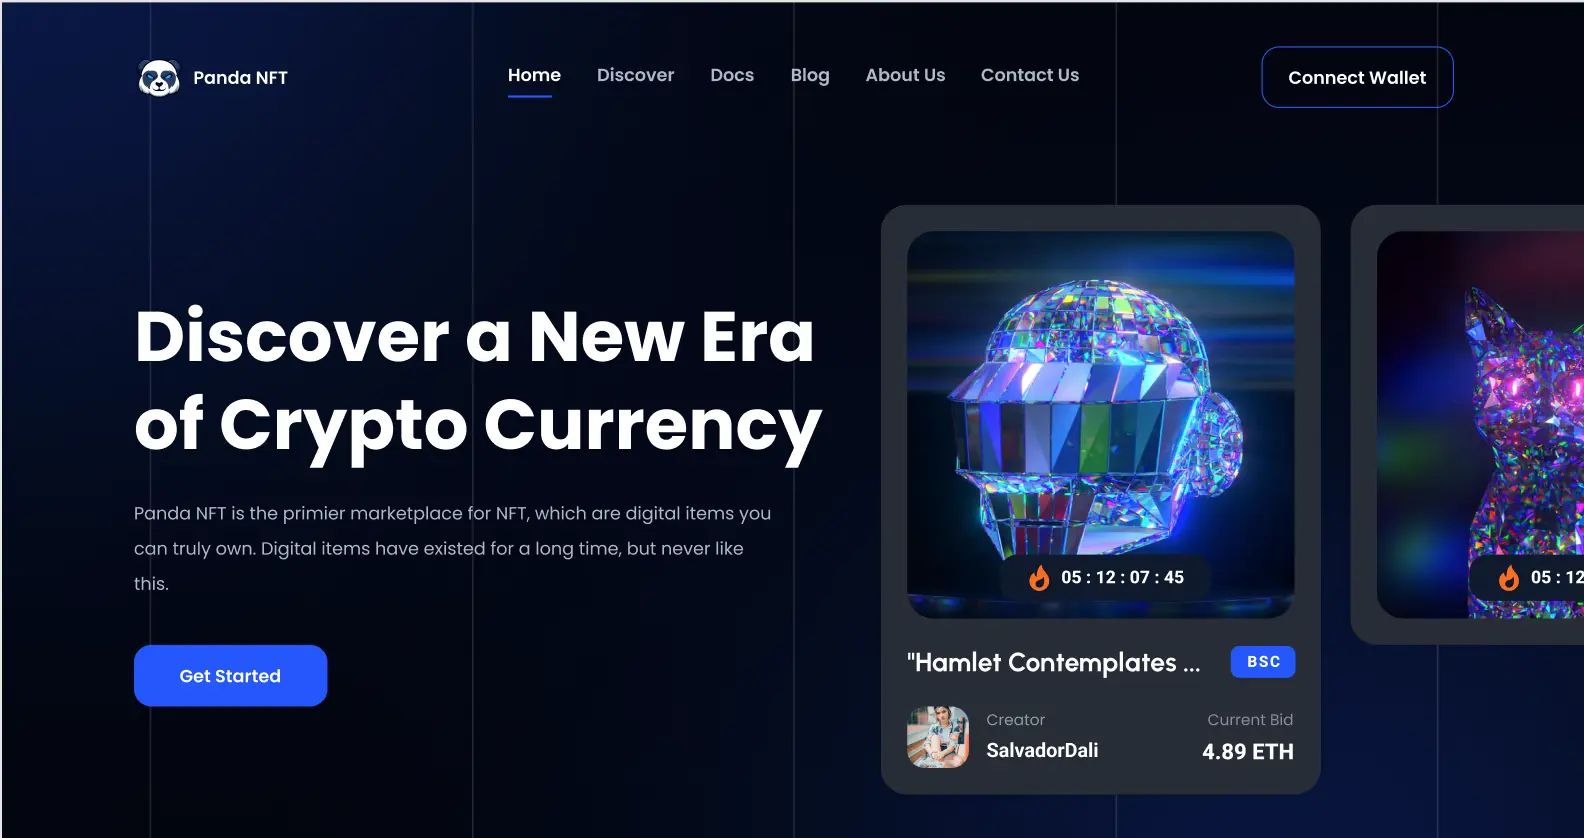 Panda NFT
Home
Discover
Docs
Blog
About Us
Contact Us
Connect Wallet
Discover a New Era
of Crypto Currency
Panda NFT is the primier marketplace for NFT, which are digital items you
can truly own. Digital items have existed for a long time, but never like
this.
Get Started
05 : 12 : 07 : 45
"Hamlet Contemplates ...
BSC
Creator
SalvadorDali
Current Bid
4.89 ETH
05 : 12